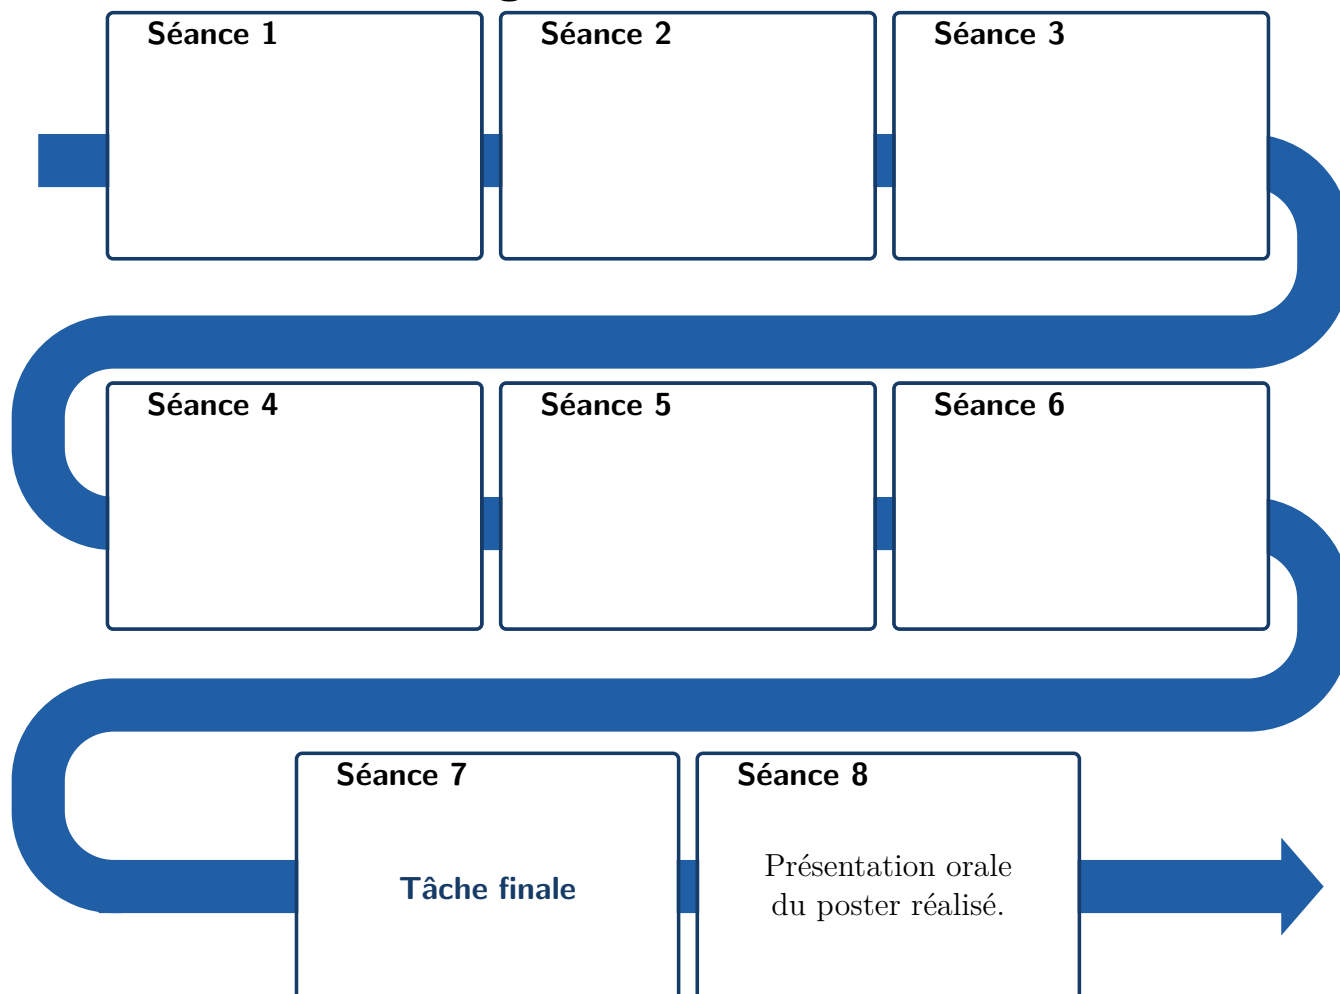 Séance 1
Séance 2
Séance 3
Séance 4
Séance 5
Séance 6
Séance 7
Tâche finale
Séance 8
Présentation orale
du poster réalisé.